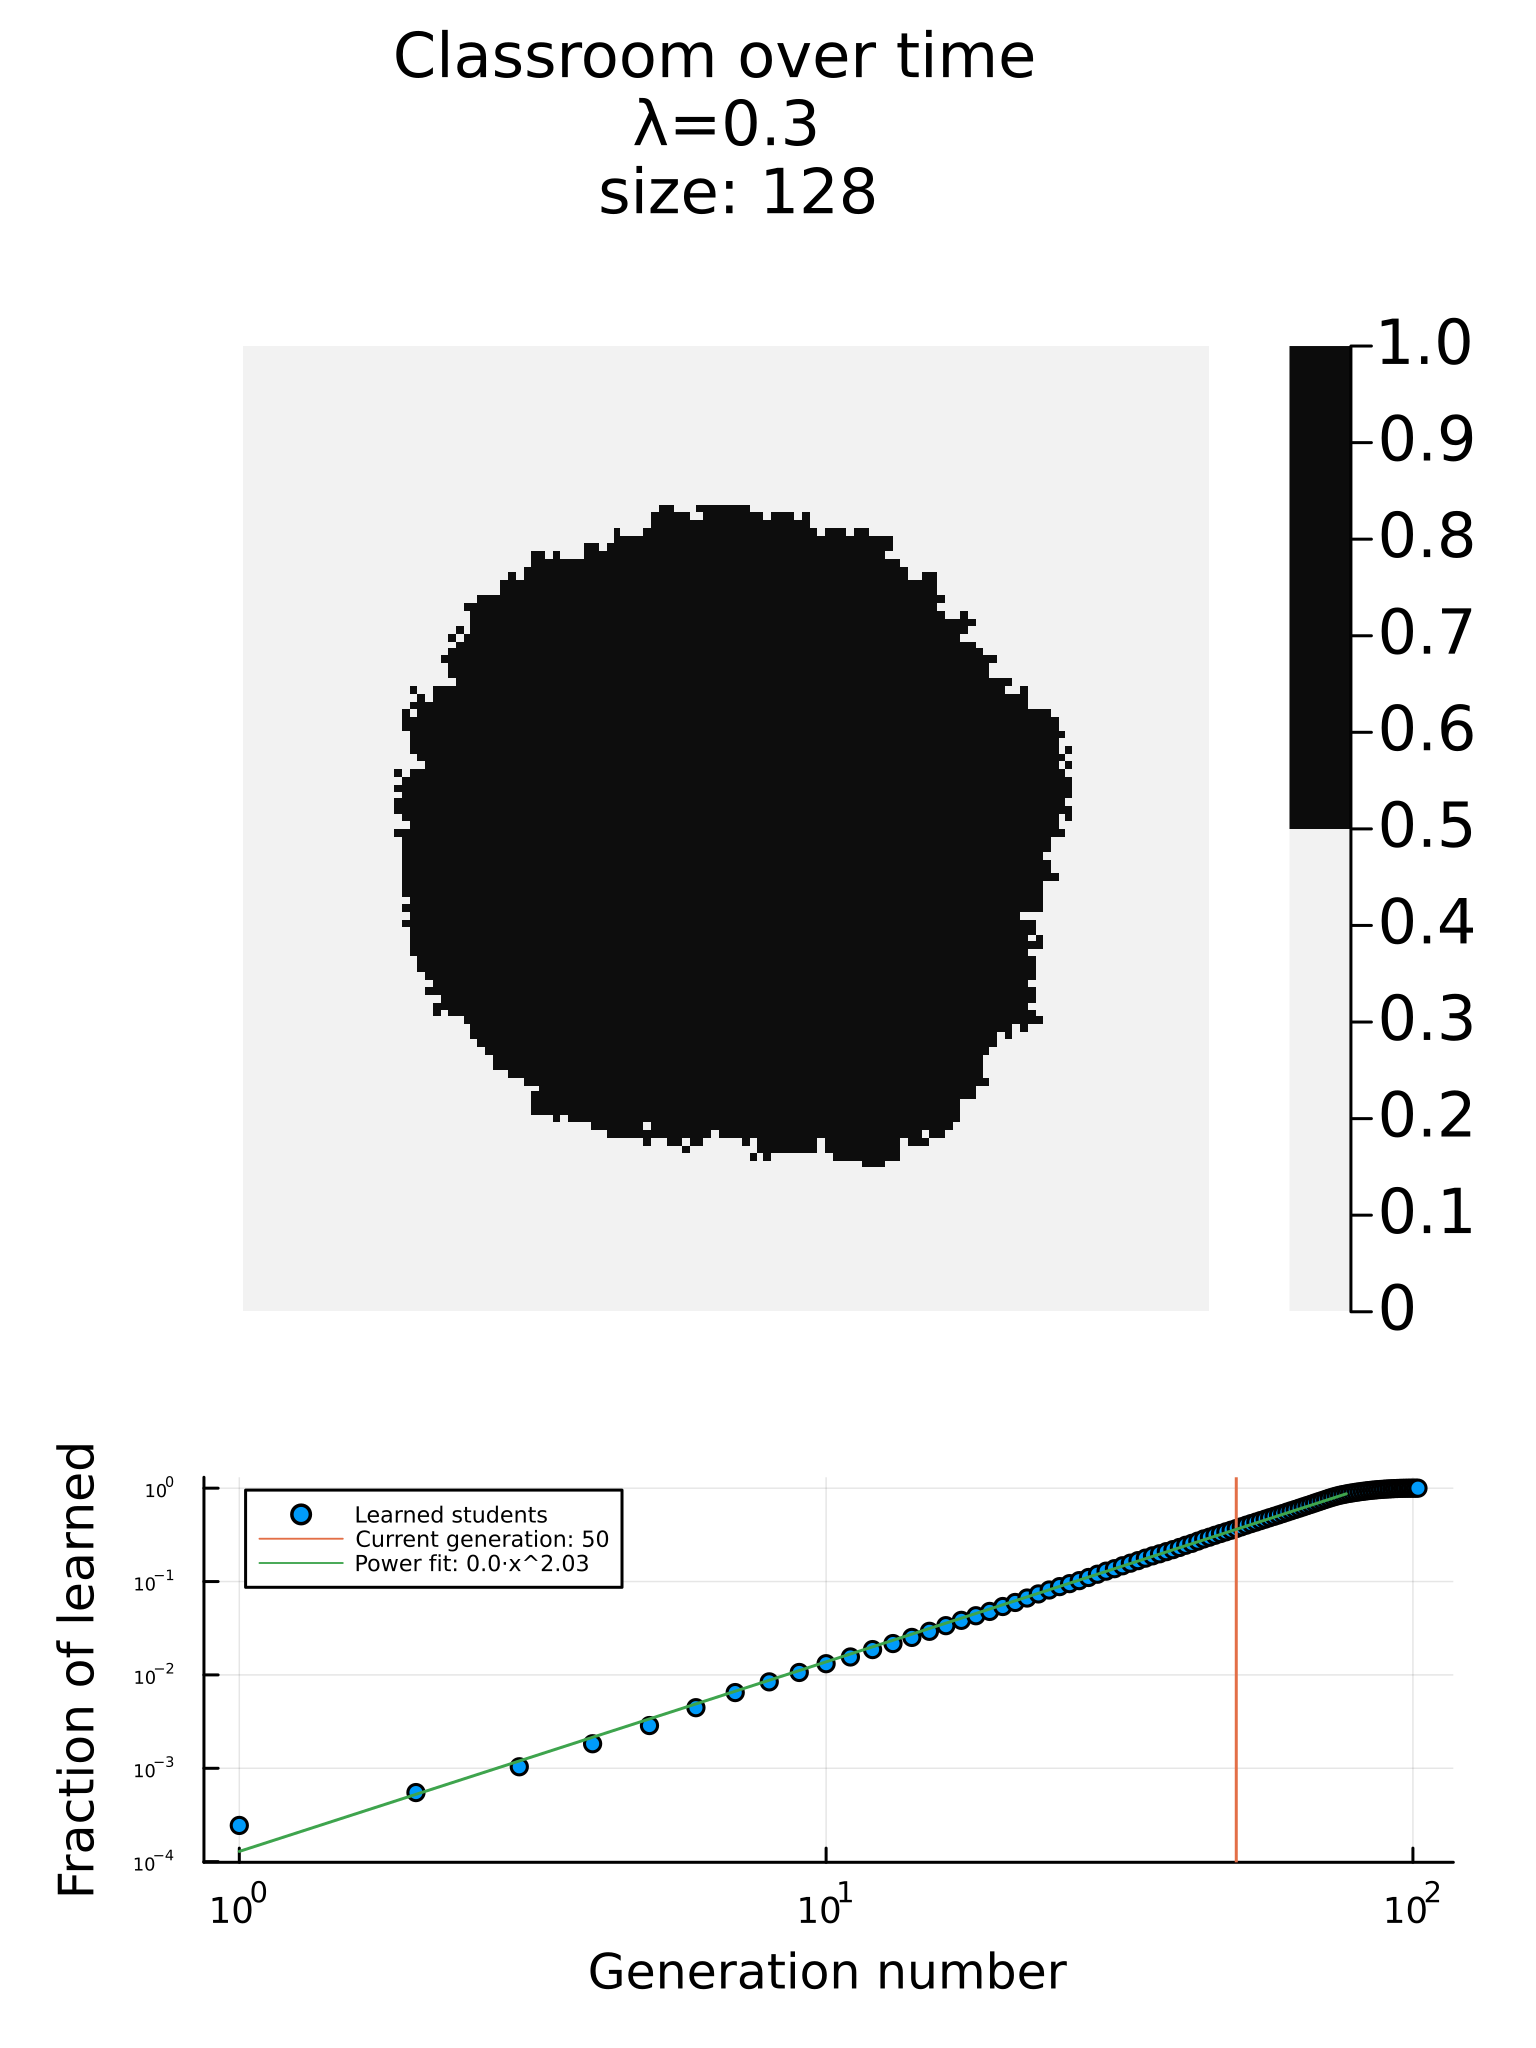 Classroom over time
λ=0.3
size: 128
1.0
0.9
0.8
0.7
0.6
0.5
0.4
0.3
0.2
0.1
0
Fraction of learned
10⁰
10⁻¹
10⁻²
10⁻³
10⁻⁴
Learned students
Current generation: 50
Power fit: 0.0·x^2.03
10⁰ 10¹ 10²
Generation number